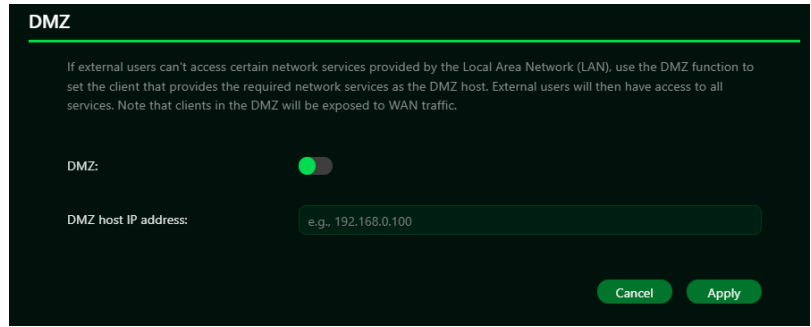 DMZ
If external users can't access certain network services provided by the Local Area Network (LAN), use the DMZ function to
set the client that provides the required network services as the DMZ host. External users will then have access to all
services. Note that clients in the DMZ will be exposed to WAN traffic.
DMZ:
DMZ host IP address:
e.g., 192.168.0.100
Cancel
Apply